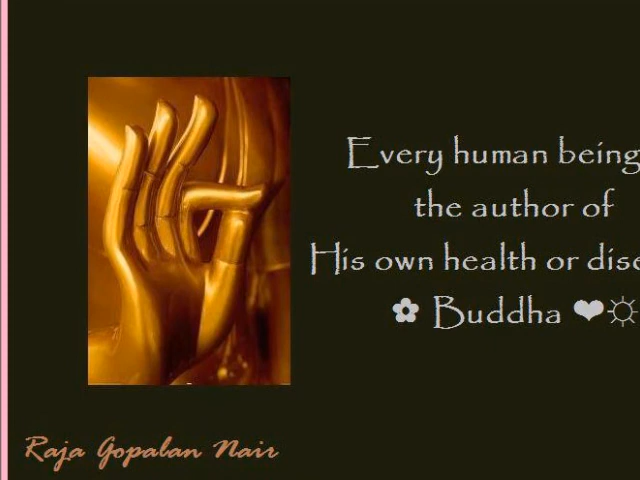 Every human being
the author of
His own health or dise
✿ Buddha ❤☼
Raja Gopalan Nair